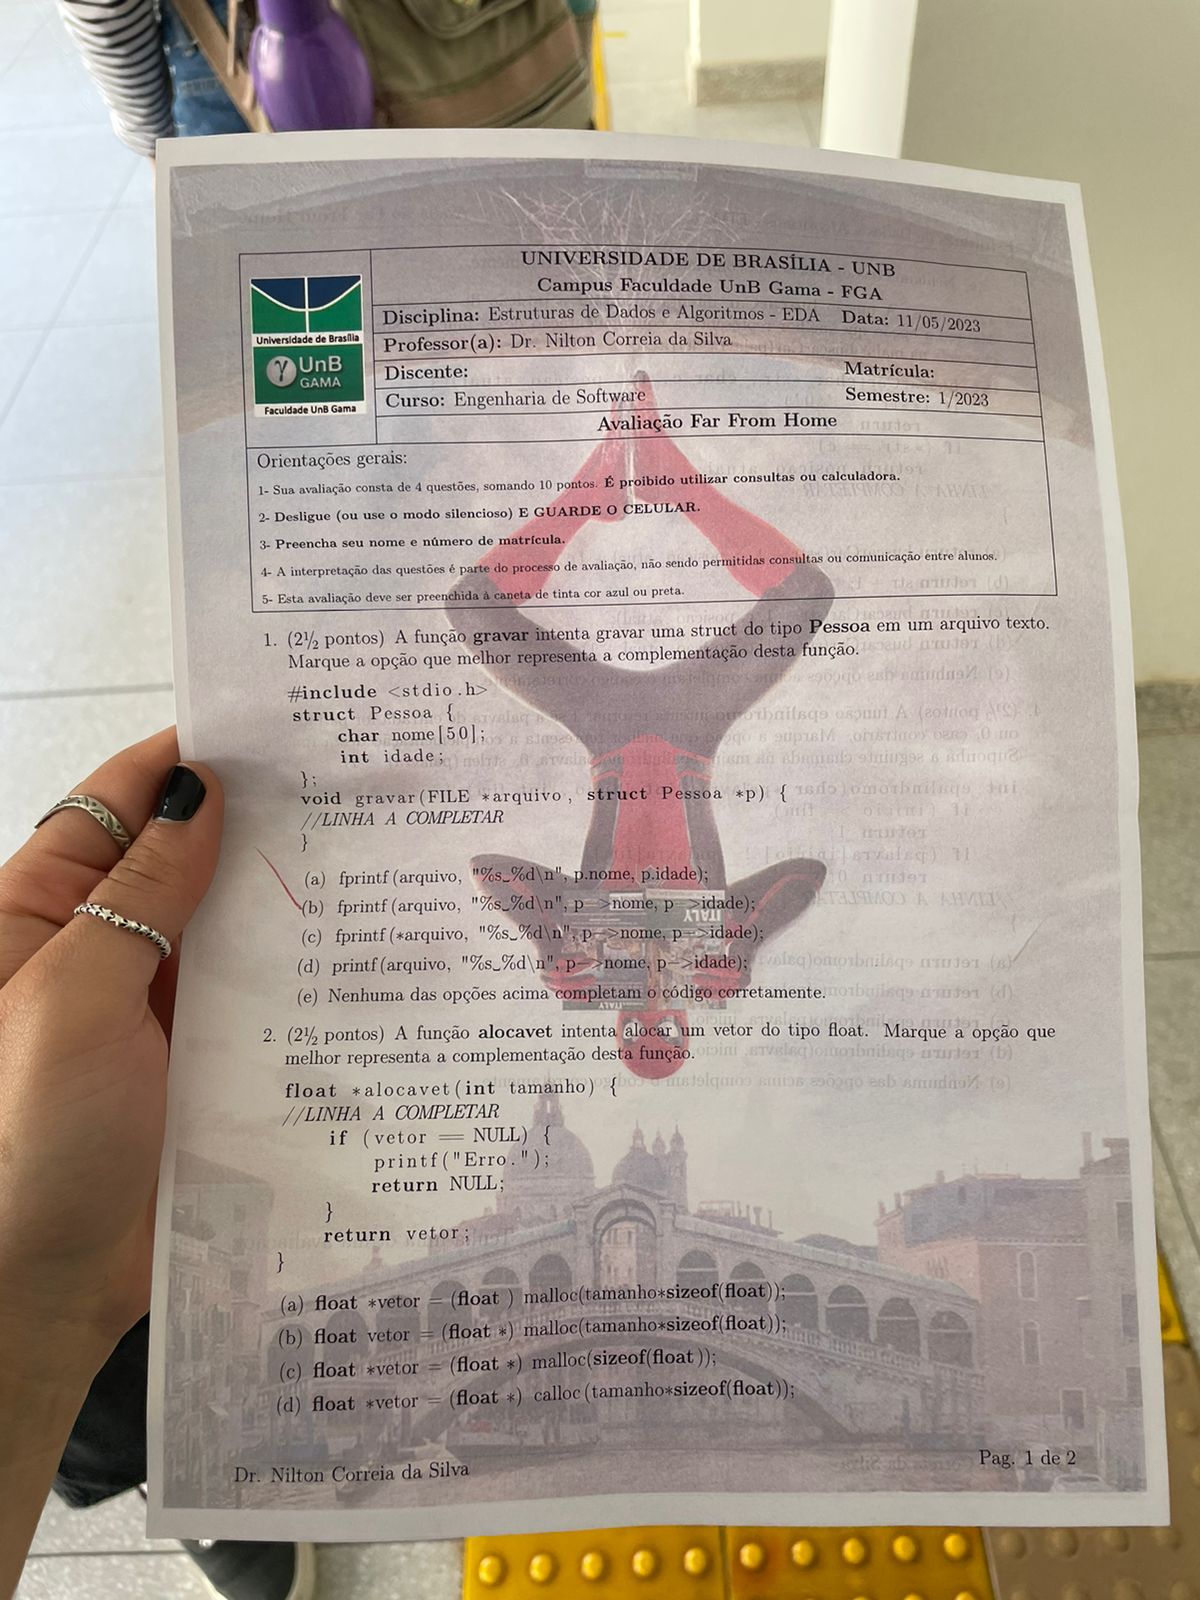 UNIVERSIDADE DE BRASÍLIA - UNB
Campus Faculdade UnB Gama - FGA
Disciplina: Estruturas de Dados e Algoritmos - EDA Data: 11/05/2023
Universidade de Brasília
Professor(a): Dr. Nilton Correia da Silva
UnB
GAMA
Discente: Matrícula:
Curso: Engenharia de Software Semestre: 1/2023
Faculdade UnB Gama
Avaliação Far From Home
Orientações gerais:
1- Sua avaliação consta de 4 questões, somando 10 pontos. É proibido utilizar consultas ou calculadora.
2- Desligue (ou use o modo silencioso) E GUARDE O CELULAR.
3- Preencha seu nome e número de matrícula.
4- A interpretação das questões é parte do processo de avaliação, não sendo permitidas consultas ou comunicação entre alunos.
5- Esta avaliação deve ser preenchida à caneta de tinta cor azul ou preta.
1. (2½ pontos) A função gravar intenta gravar uma struct do tipo Pessoa em um arquivo texto.
Marque a opção que melhor representa a complementação desta função.
#include <stdio.h>
struct Pessoa {
char nome[50];
int idade;
};
void gravar(FILE *arquivo, struct Pessoa *p) {
//LINHA A COMPLETAR
}
(a) fprintf(arquivo, "%s_%d\n", p.nome, p.idade);
(b) fprintf(arquivo, "%s_%d\n", p->nome, p->idade);
(c) fprintf(*arquivo, "%s_%d\n", p->nome, p->idade);
(d) printf(arquivo, "%s_%d\n", p->nome, p->idade);
(e) Nenhuma das opções acima completam o código corretamente.
2. (2½ pontos) A função alocavet intenta alocar um vetor do tipo float. Marque a opção que
melhor representa a complementação desta função.
float *alocavet(int tamanho) {
//LINHA A COMPLETAR
if (vetor == NULL) {
printf("Erro.");
return NULL;
}
return vetor;
}
(a) float *vetor = (float ) malloc(tamanho*sizeof(float));
(b) float vetor = (float *) malloc(tamanho*sizeof(float));
(c) float *vetor = (float *) malloc(sizeof(float));
(d) float *vetor = (float *) calloc(tamanho*sizeof(float));
Dr. Nilton Correia da Silva
Pag. 1 de 2